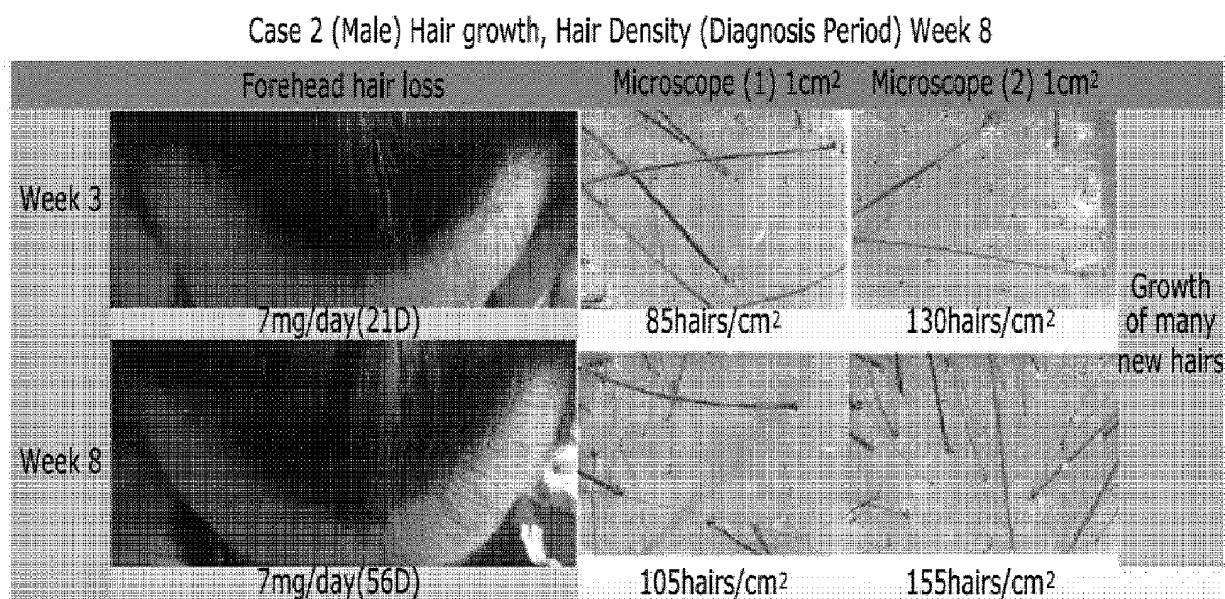 Case 2 (Male) Hair growth, Hair Density (Diagnosis Period) Week 8
Forehead hair loss
Microscope (1) 1cm²
Microscope (2) 1cm²
Week 3
7mg/day(21D)
85hairs/cm²
130hairs/cm²
Growth
of many
new hairs
Week 8
7mg/day(56D)
105hairs/cm²
155hairs/cm²